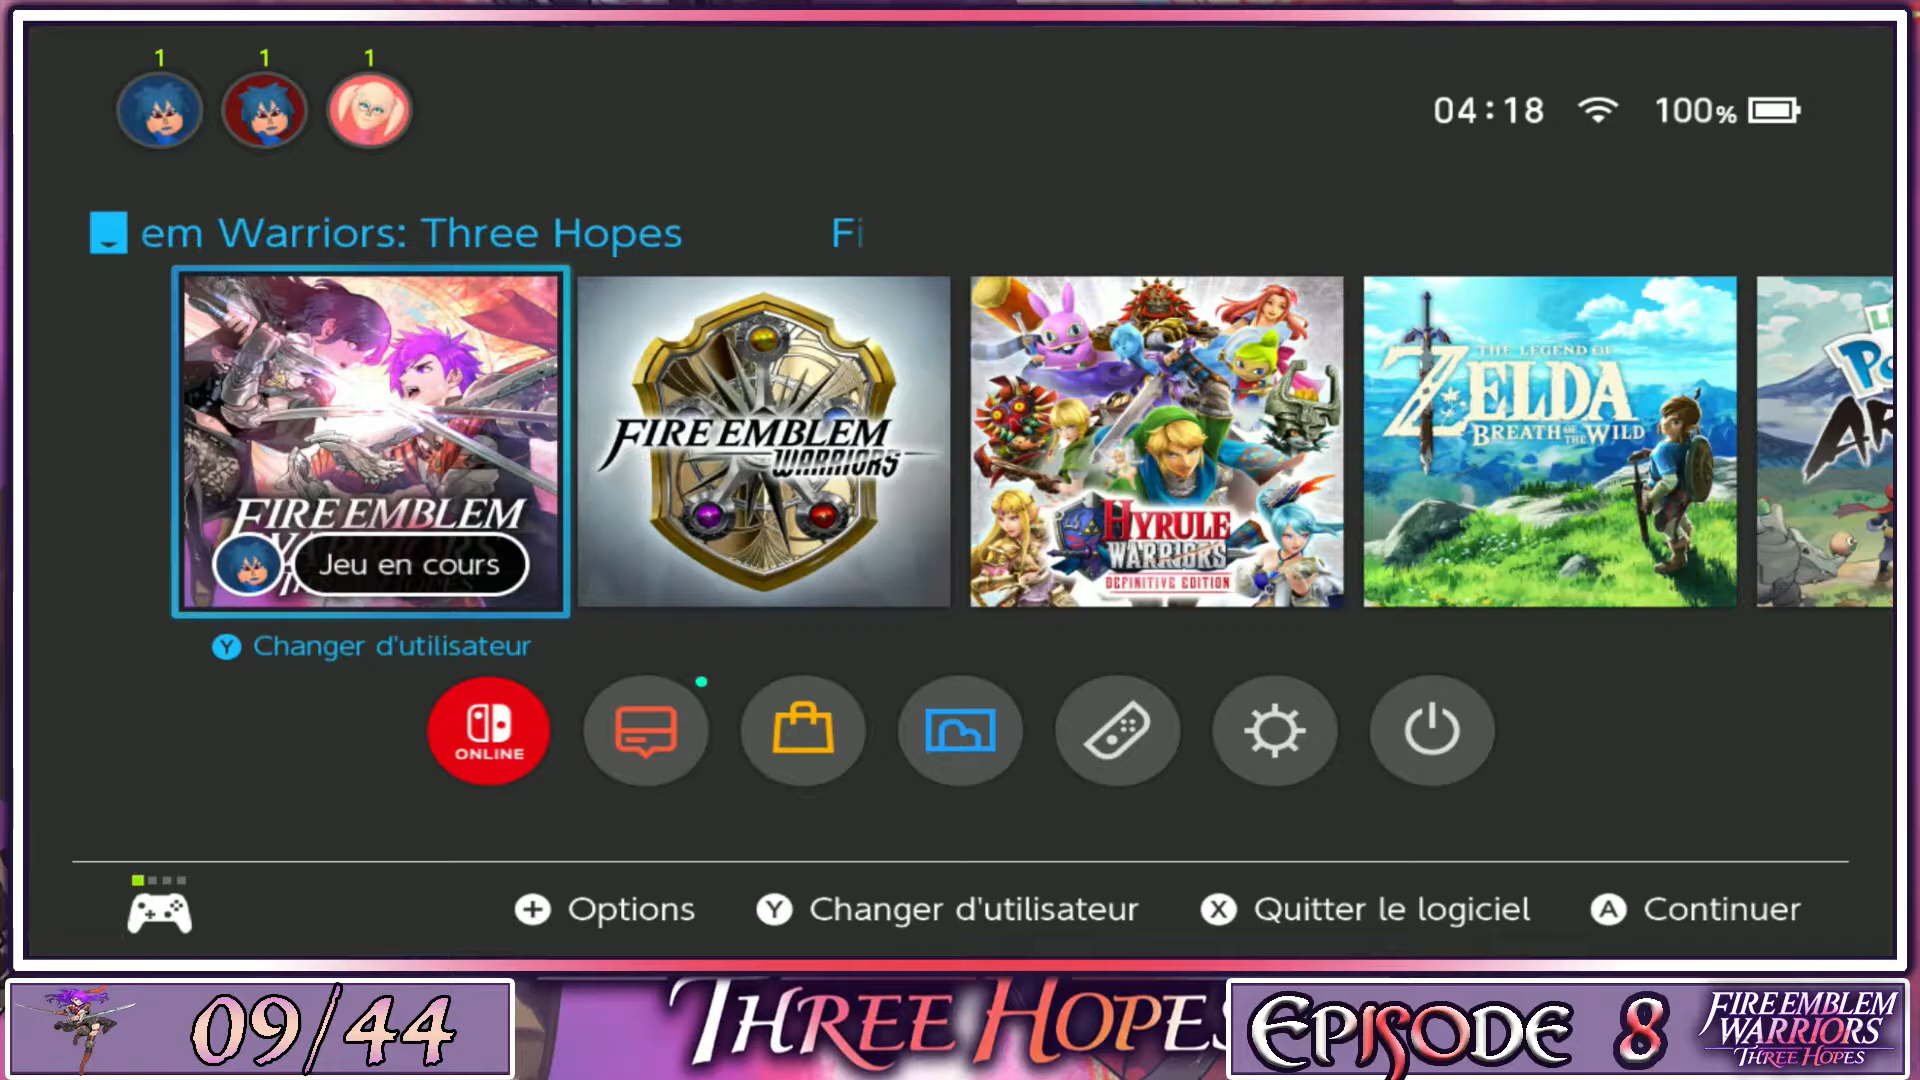 1 1 1
04:18 100%
em Warriors: Three Hopes Fi
FIRE EMBLEM
Jeu en cours
FIRE EMBLEM
WARRIORS
HYRULE
WARRIORS
DEFINITIVE EDITION
THE LEGEND OF
ZELDA
BREATH OF THE WILD
Y Changer d'utilisateur
ONLINE
+ Options Y Changer d'utilisateur X Quitter le logiciel A Continuer
09/44
THREE HOPES
EPISODE 8
FIRE EMBLEM
WARRIORS
THREE HOPES